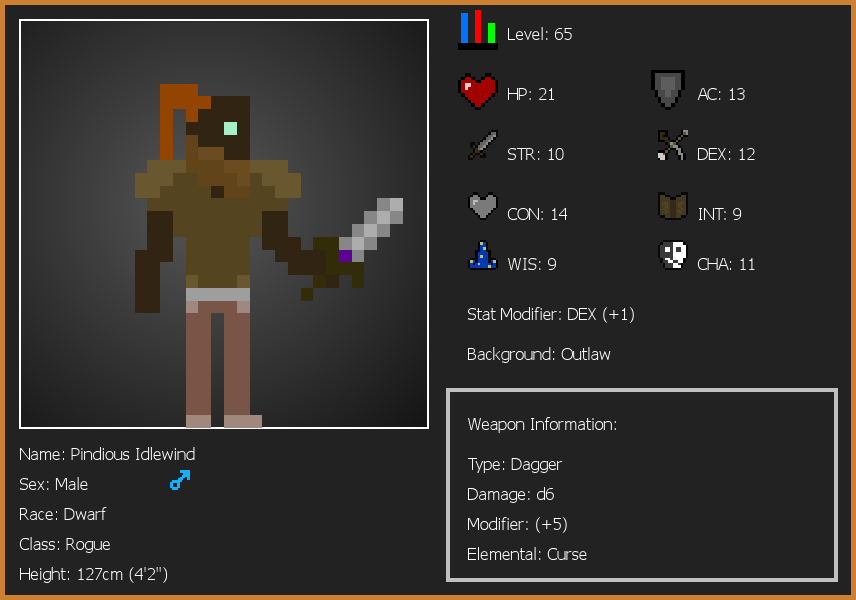 Level: 65
HP: 21
AC: 13
STR: 10
DEX: 12
CON: 14
INT: 9
WIS: 9
CHA: 11
Stat Modifier: DEX (+1)
Background: Outlaw
Weapon Information:
Type: Dagger
Damage: d6
Modifier: (+5)
Elemental: Curse
Name: Pindious Idlewind
Sex: Male
Race: Dwarf
Class: Rogue
Height: 127cm (4'2")